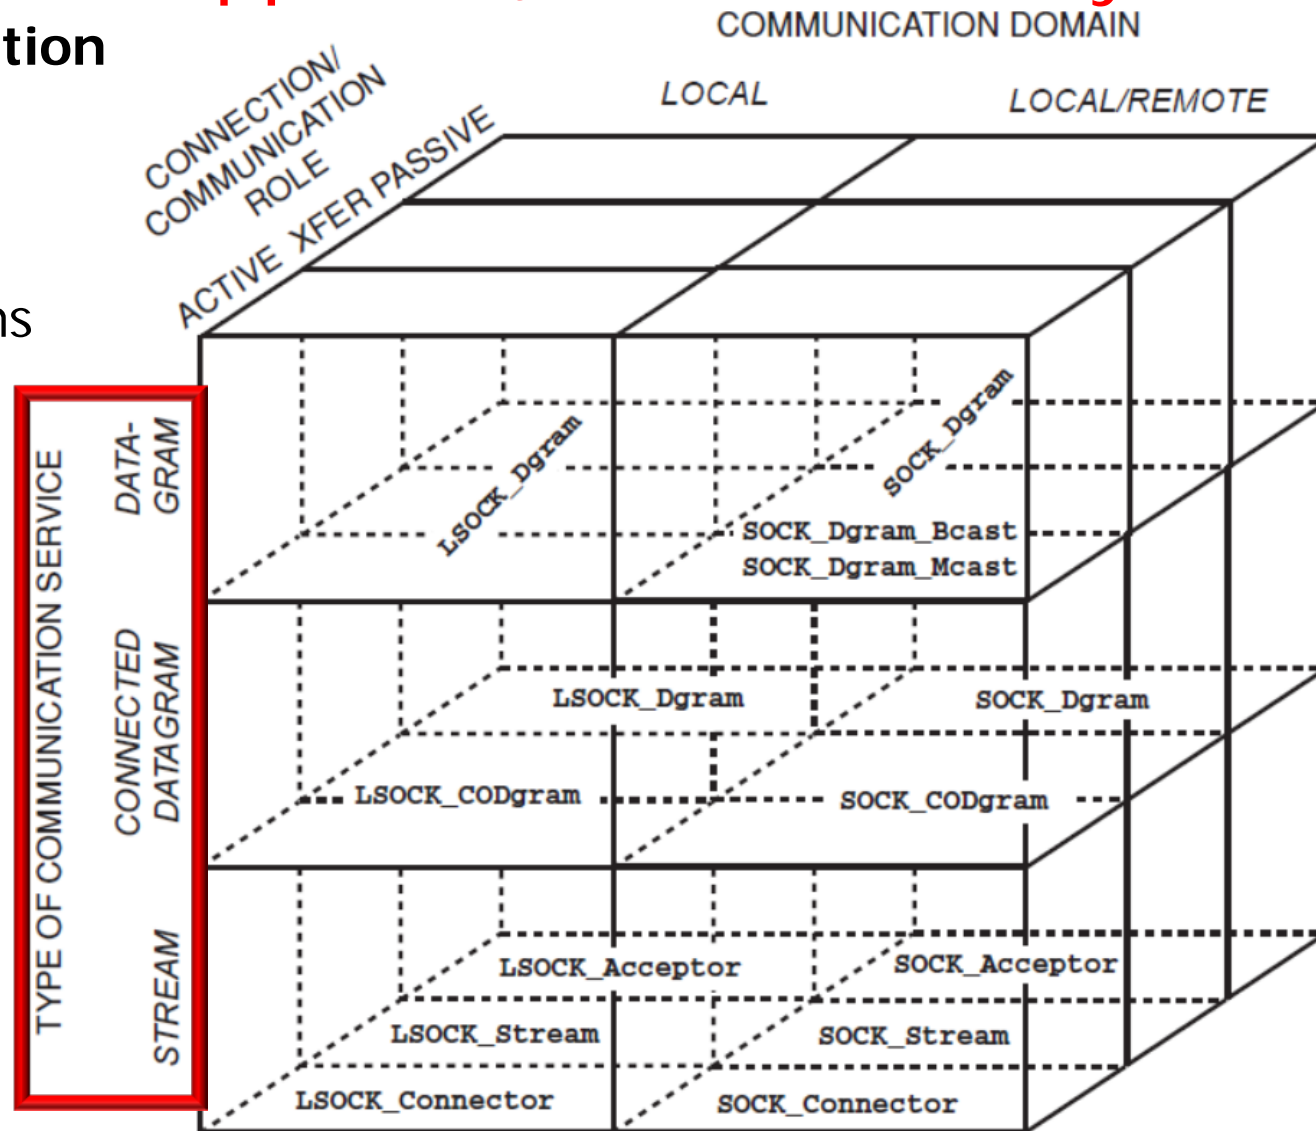 COMMUNICATION DOMAIN
tion
CONNECTION/
COMMUNICATION
ROLE
LOCAL
LOCAL/REMOTE
ACTIVE XFER PASSIVE
ns
TYPE OF COMMUNICATION SERVICE
DATA-
GRAM
LSOCK_Dgram
SOCK_Dgram
SOCK_Dgram_Bcast
SOCK_Dgram_Mcast
CONNECTED
DATAGRAM
LSOCK_Dgram
SOCK_Dgram
LSOCK_CODgram
SOCK_CODgram
STREAM
LSOCK_Acceptor
SOCK_Acceptor
LSOCK_Stream
SOCK_Stream
LSOCK_Connector
SOCK_Connector